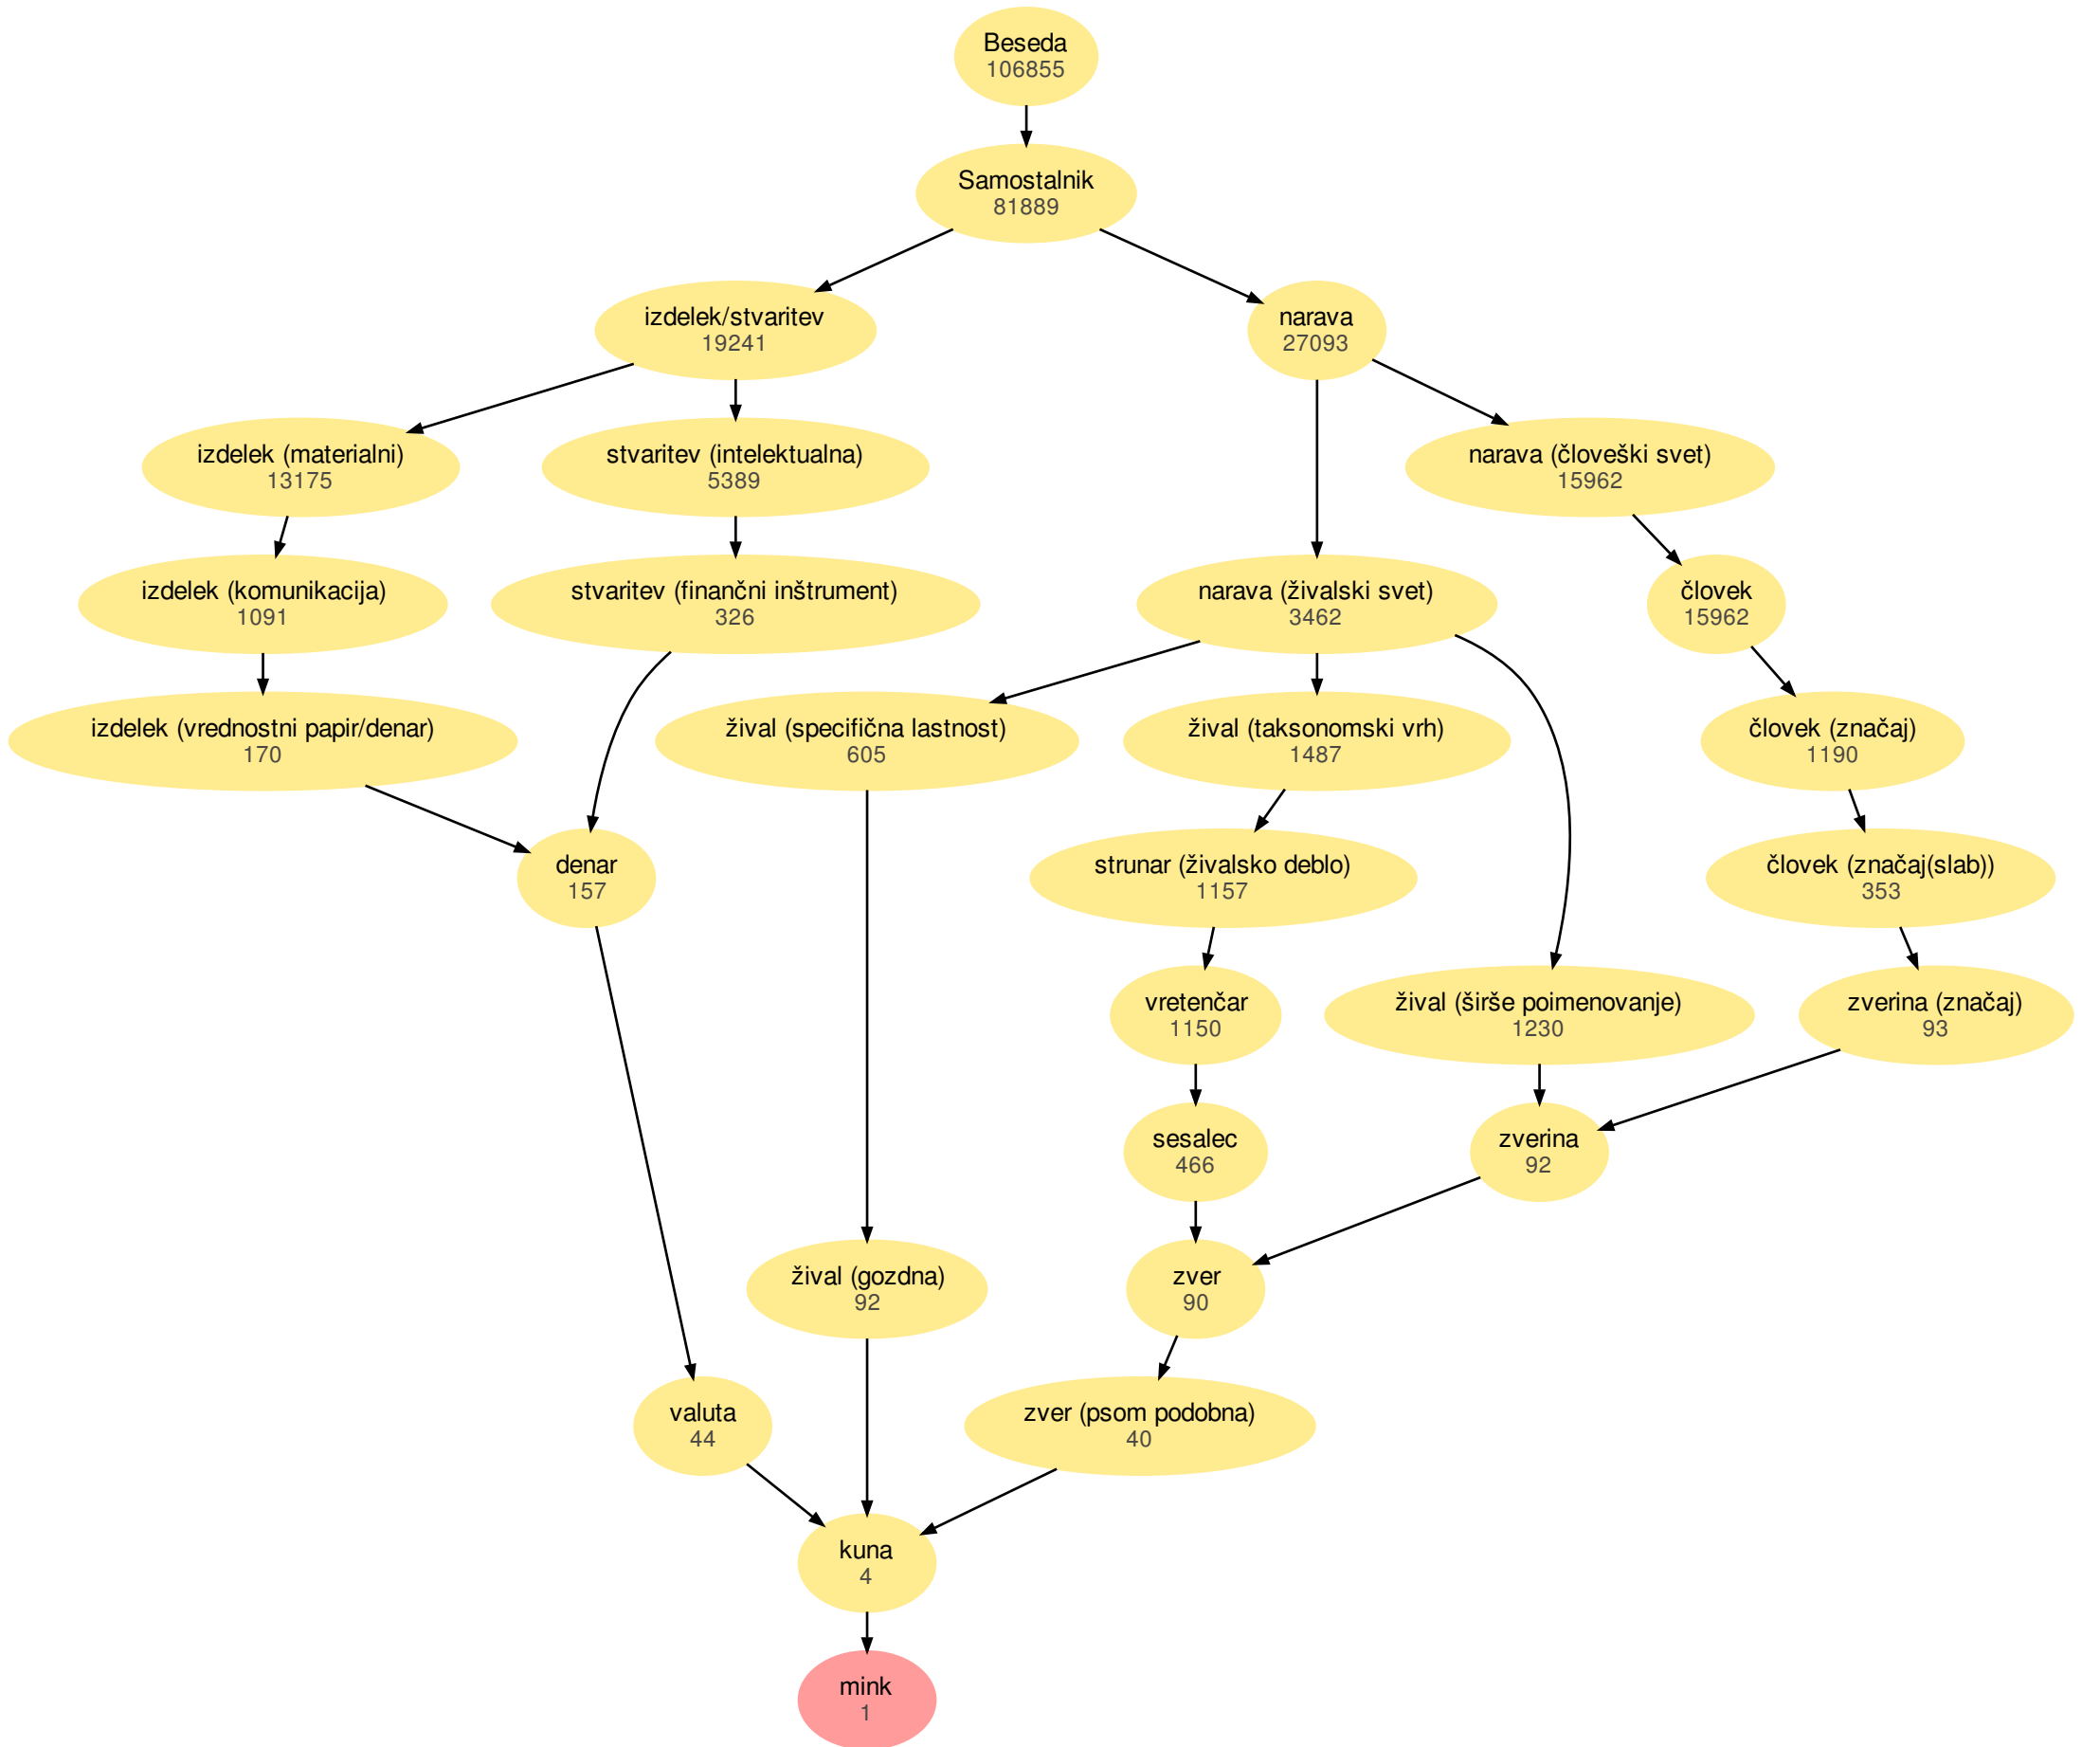 Beseda
106855
Samostalnik
81889
izdelek/stvaritev
19241
narava
27093
izdelek (materialni)
13175
stvaritev (intelektualna)
5389
narava (človeški svet)
15962
izdelek (komunikacija)
1091
stvaritev (finančni inštrument)
326
narava (živalski svet)
3462
človek
15962
izdelek (vrednostni papir/denar)
170
žival (specifična lastnost)
605
žival (taksonomski vrh)
1487
človek (značaj)
1190
denar
157
strunar (živalsko deblo)
1157
človek (značaj(slab))
353
vretenčar
1150
žival (širše poimenovanje)
1230
zverina (značaj)
93
sesalec
466
zverina
92
žival (gozdna)
92
zver
90
valuta
44
zver (psom podobna)
40
kuna
4
mink
1